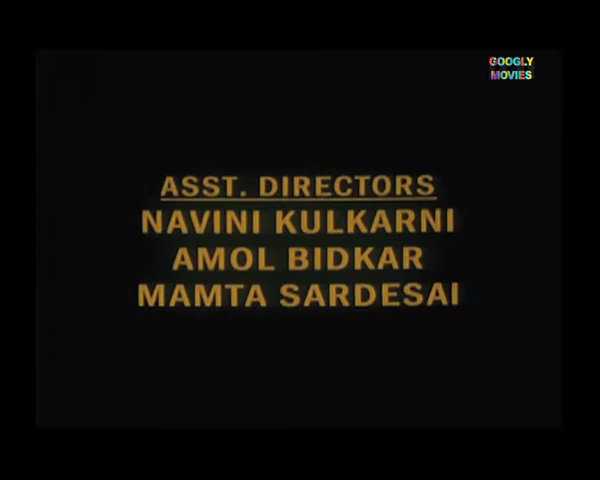 GOOGLY
MOVIES
ASST. DIRECTORS
NAVINI KULKARNI
AMOL BIDKAR
MAMTA SARDESAI